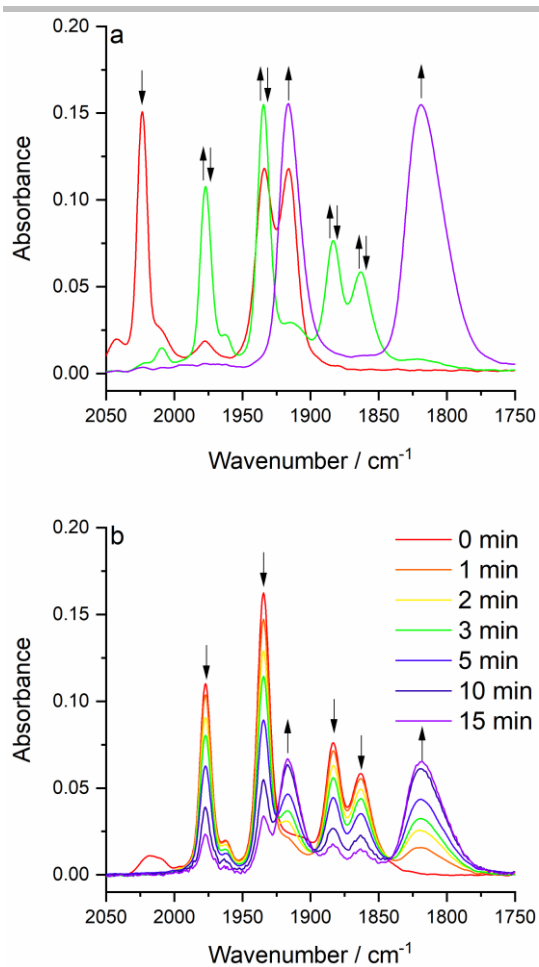 a
0.20
0.15
0.10
0.05
0.00
Absorbance
2050 2000 1950 1900 1850 1800 1750
Wavenumber / cm⁻¹
b
0.20
0.15
0.10
0.05
0.00
Absorbance
0 min
1 min
2 min
3 min
5 min
10 min
15 min
2050 2000 1950 1900 1850 1800 1750
Wavenumber / cm⁻¹